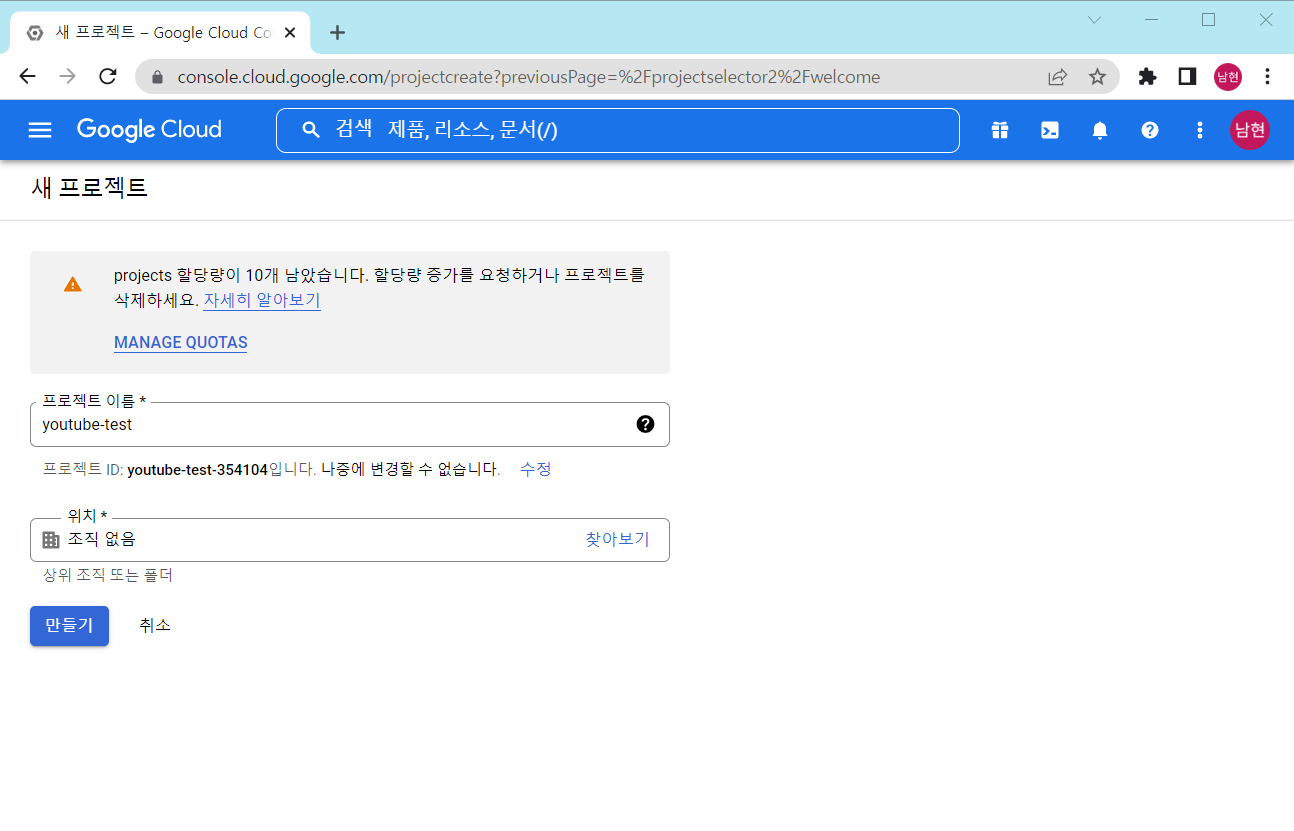 새 프로젝트 – Google Cloud Co
console.cloud.google.com/projectcreate?previousPage=%2Fprojectselector2%2Fwelcome
남현
Google Cloud
검색 제품, 리소스, 문서(/)
남현
새 프로젝트
projects 할당량이 10개 남았습니다. 할당량 증가를 요청하거나 프로젝트를
삭제하세요. 자세히 알아보기
MANAGE QUOTAS
프로젝트 이름 *
youtube-test
프로젝트 ID: youtube-test-354104입니다. 나중에 변경할 수 없습니다. 수정
위치 *
조직 없음 찾아보기
상위 조직 또는 폴더
만들기 취소